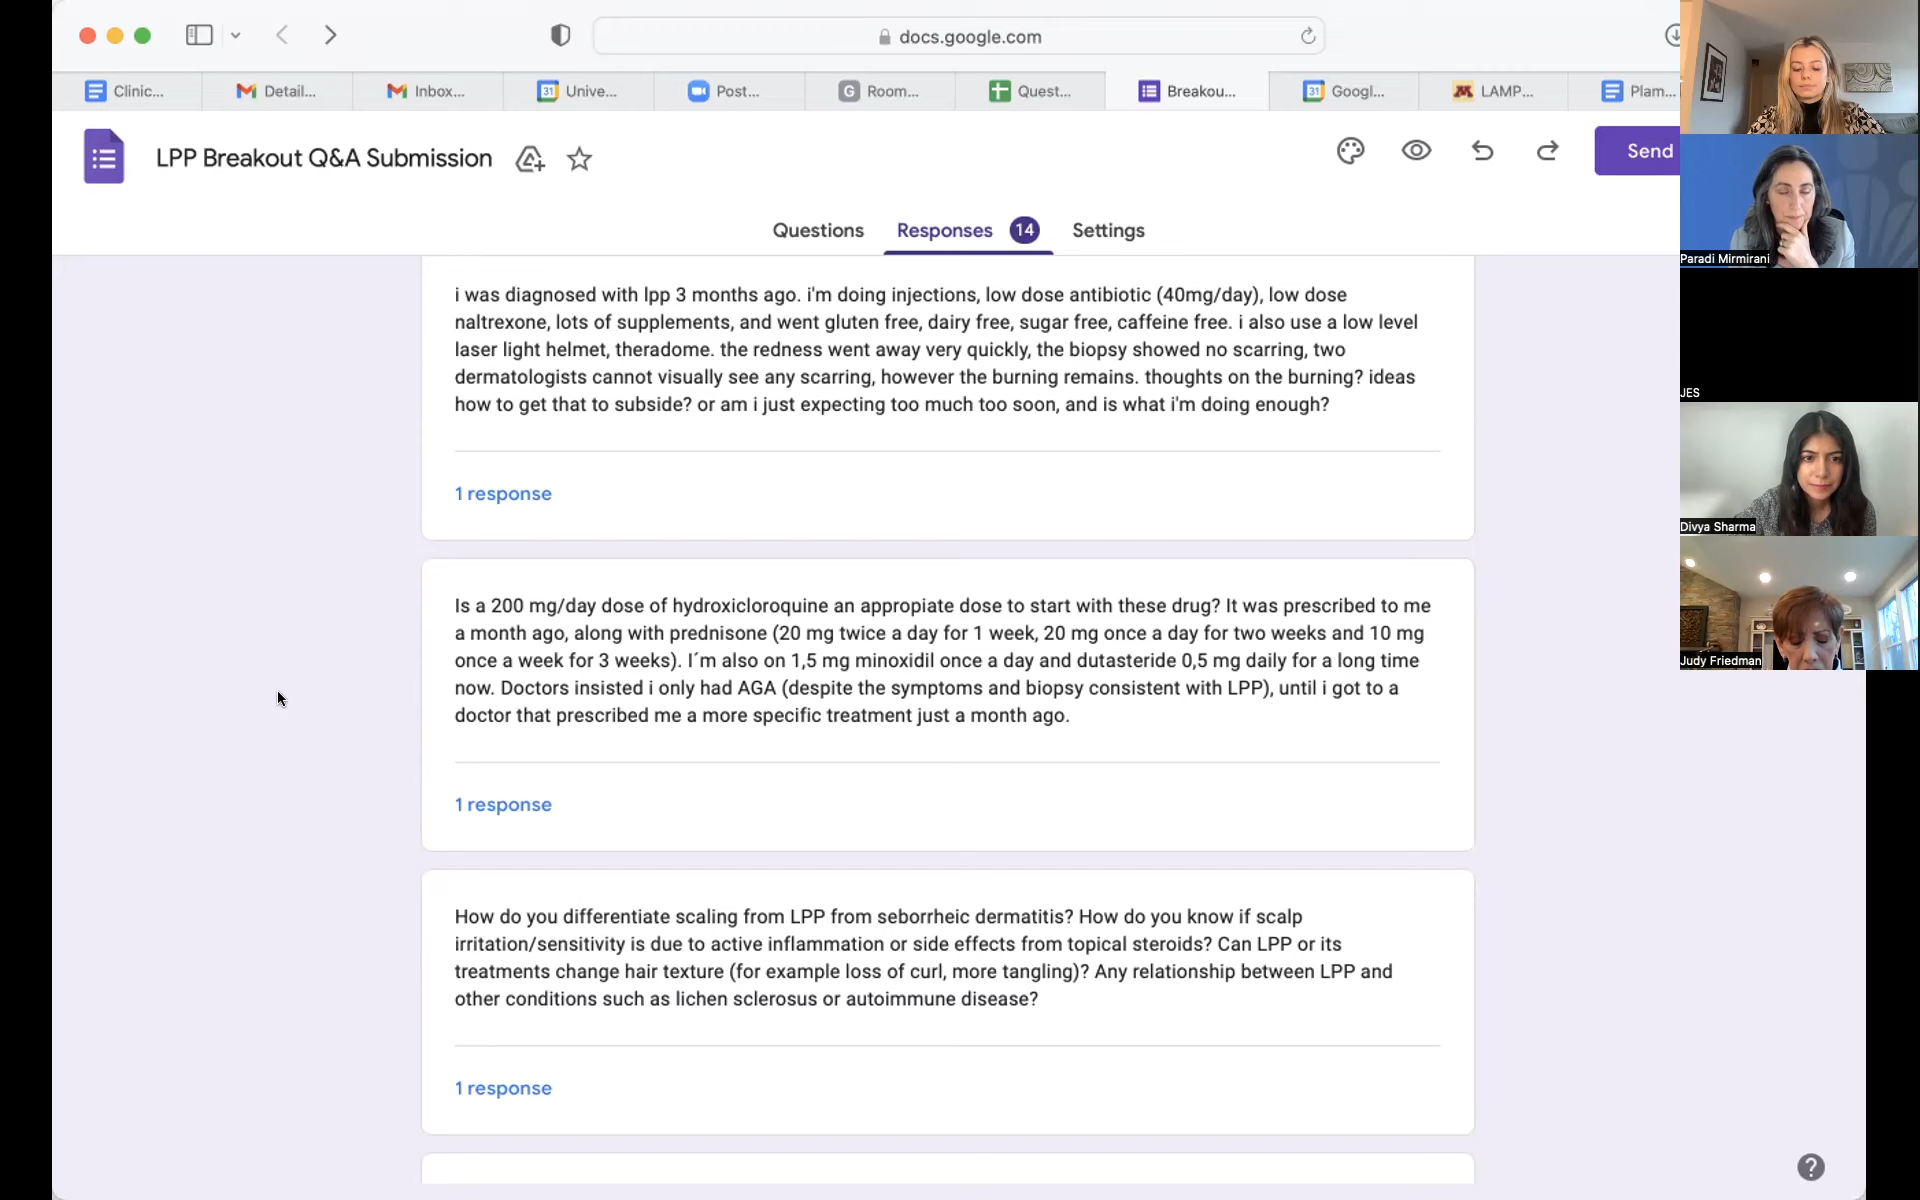 docs.google.com
Clinic...
Detail...
Inbox...
31
Unive...
Post...
G
Room...
Quest...
Breakou...
31
Googl...
M
LAMP...
Plam...
LPP Breakout Q&A Submission
Send
Questions
Responses
14
Settings
i was diagnosed with lpp 3 months ago. i'm doing injections, low dose antibiotic (40mg/day), low dose
naltrexone, lots of supplements, and went gluten free, dairy free, sugar free, caffeine free. i also use a low level
laser light helmet, theradome. the redness went away very quickly, the biopsy showed no scarring, two
dermatologists cannot visually see any scarring, however the burning remains. thoughts on the burning? ideas
how to get that to subside? or am i just expecting too much too soon, and is what i'm doing enough?
1 response
Is a 200 mg/day dose of hydroxicloroquine an appropiate dose to start with these drug? It was prescribed to me
a month ago, along with prednisone (20 mg twice a day for 1 week, 20 mg once a day for two weeks and 10 mg
once a week for 3 weeks). I´m also on 1,5 mg minoxidil once a day and dutasteride 0,5 mg daily for a long time
now. Doctors insisted i only had AGA (despite the symptoms and biopsy consistent with LPP), until i got to a
doctor that prescribed me a more specific treatment just a month ago.
1 response
How do you differentiate scaling from LPP from seborrheic dermatitis? How do you know if scalp
irritation/sensitivity is due to active inflammation or side effects from topical steroids? Can LPP or its
treatments change hair texture (for example loss of curl, more tangling)? Any relationship between LPP and
other conditions such as lichen sclerosus or autoimmune disease?
1 response
Paradi Mirmirani
JES
Divya Sharma
Judy Friedman